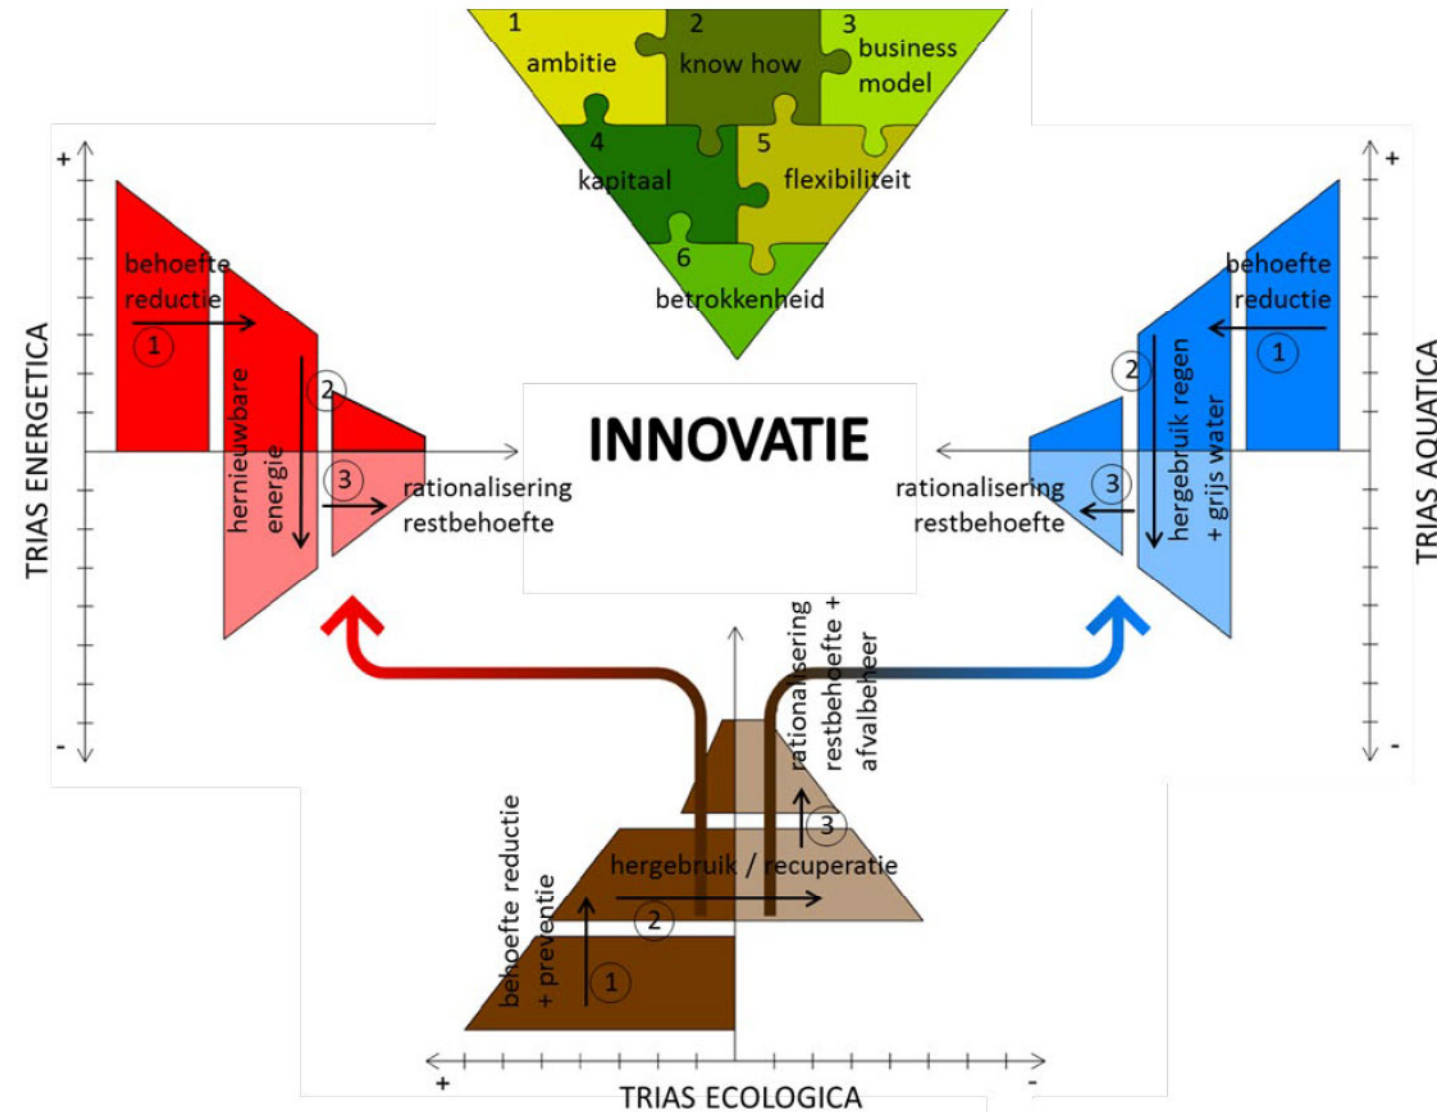 1
ambitie
2
know how
3
business
model
4
kapitaal
5
flexibiliteit
6
betrokkenheid
INNOVATIE
TRIAS ENERGETICA
+
-
behoefte
reductie
1
hernieuwbare
energie
2
3
rationalisering
restbehoefte
TRIAS AQUATICA
+
-
behoefte
reductie
1
2
hergebruik regen
+ grijs water
3
rationalisering
restbehoefte
rationalisering
restbehoefte +
afvalbeheer
3
hergebruik / recuperatie
2
behoefte reductie
+ preventie
1
+
-
TRIAS ECOLOGICA